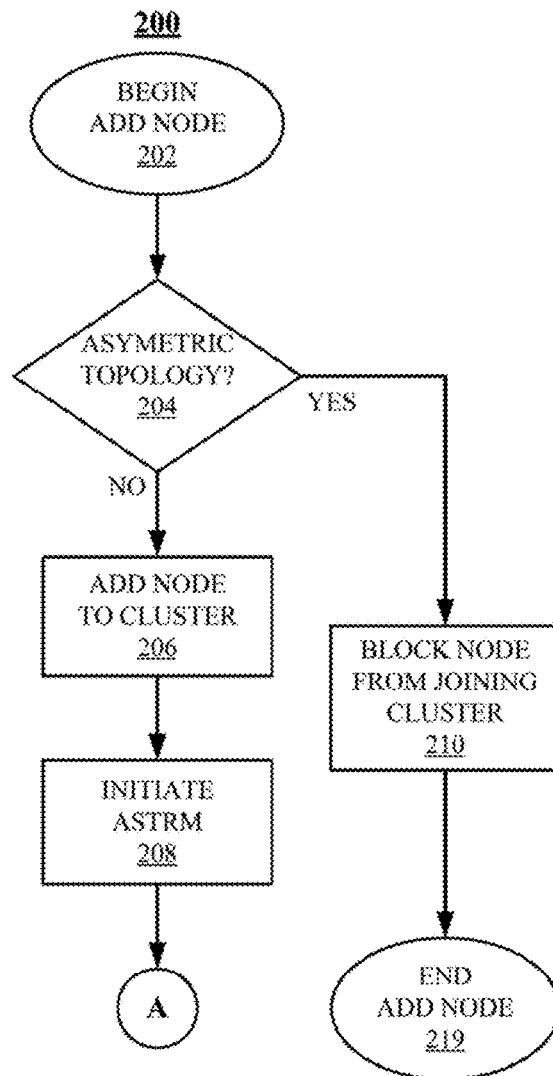 200
BEGIN
ADD NODE
202
ASYMETRIC
TOPOLOGY?
204
YES
NO
ADD NODE
TO CLUSTER
206
BLOCK NODE
FROM JOINING
CLUSTER
210
INITIATE
ASTRM
208
A
END
ADD NODE
219